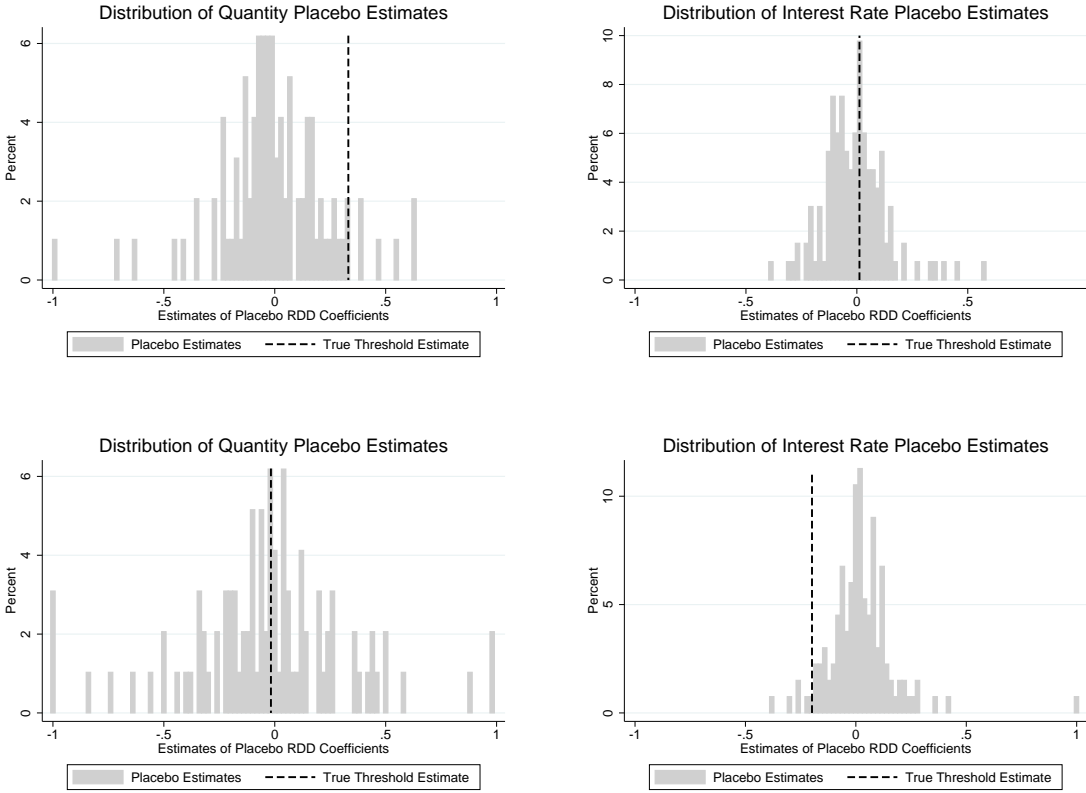 Distribution of Quantity Placebo Estimates
Percent
0 2 4 6
-1 -.5 0 .5 1
Estimates of Placebo RDD Coefficients
Placebo Estimates True Threshold Estimate
Distribution of Interest Rate Placebo Estimates
Percent
0 2 4 6 8 10
-1 -.5 0 .5
Estimates of Placebo RDD Coefficients
Placebo Estimates True Threshold Estimate
Distribution of Quantity Placebo Estimates
Percent
0 2 4 6
-1 -.5 0 .5 1
Estimates of Placebo RDD Coefficients
Placebo Estimates True Threshold Estimate
Distribution of Interest Rate Placebo Estimates
Percent
0 5 10
-1 -.5 0 .5 1
Estimates of Placebo RDD Coefficients
Placebo Estimates True Threshold Estimate